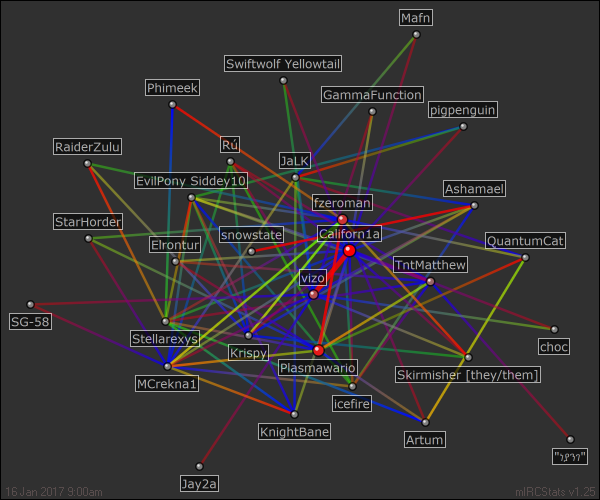 Mafn
Swiftwolf Yellowtail
Phimeek
GammaFunction
pigpenguin
Rú
RaiderZulu
JaLK
EvilPony Siddey10
Ashamael
fzeroman
StarHorder
snowstate
Californ1a
Elrontur
QuantumCat
TntMatthew
vizo
SG-58
Stellarexys
choc
Krispy
Plasmawario
MCrekna1
Skirmisher [they/them]
icefire
KnightBane
Artum
Jay2a
16 Jan 2017 9:00am
mIRCStats v1.25